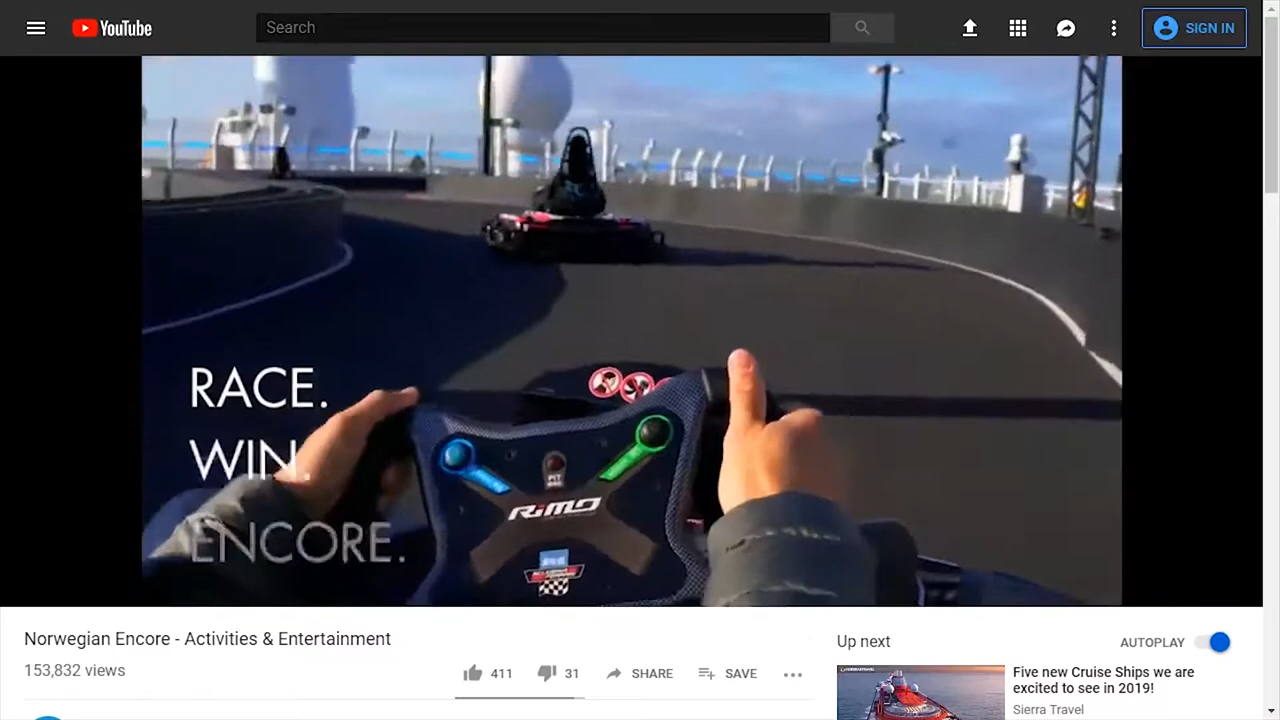 YouTube
Search
SIGN IN
RACE.
WIN.
ENCORE.
PIT
RiMO
Norwegian Encore - Activities & Entertainment
153,832 views
411
31
SHARE
SAVE
Up next
AUTOPLAY
Five new Cruise Ships we are
excited to see in 2019!
Sierra Travel